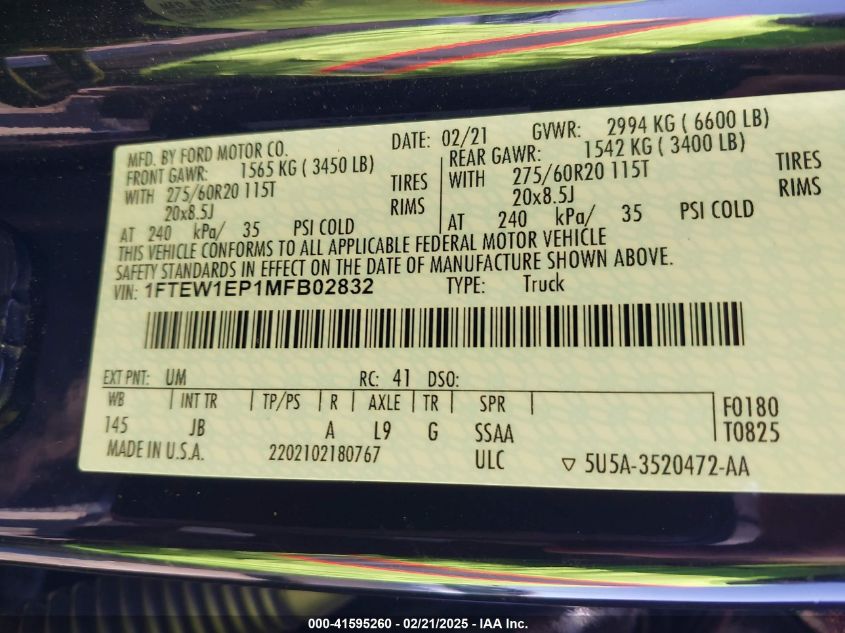 MFD. BY FORD MOTOR CO.
DATE: 02/21 GVWR: 2994 KG ( 6600 LB)
FRONT GAWR: 1565 KG ( 3450 LB)
REAR GAWR: 1542 KG ( 3400 LB)
WITH 275/60R20 115T TIRES
WITH 275/60R20 115T TIRES
20x8.5J RIMS
20x8.5J RIMS
AT 240 kPa/ 35 PSI COLD
AT 240 kPa/ 35 PSI COLD
THIS VEHICLE CONFORMS TO ALL APPLICABLE FEDERAL MOTOR VEHICLE
SAFETY STANDARDS IN EFFECT ON THE DATE OF MANUFACTURE SHOWN ABOVE.
VIN: 1FTEW1EP1MFB02832 TYPE: Truck
EXT PNT: UM RC: 41 DSO:
WB | INT TR | TP/PS | R | AXLE | TR | SPR
F0180
145 JB A L9 G SSAA
T0825
MADE IN U.S.A. 2202102180767 ULC ▽ 5U5A-3520472-AA
000-41595260 - 02/21/2025 - IAA Inc.